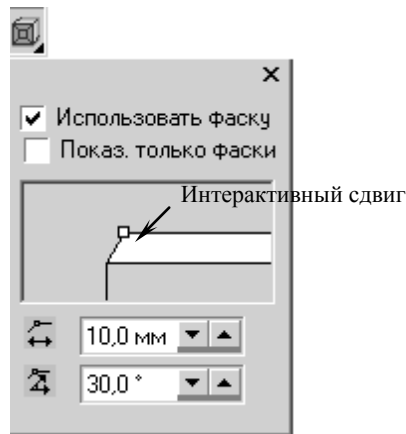 Использовать фаску
Показ. только фаски
Интерактивный сдвиг
10,0 мм
30,0 °